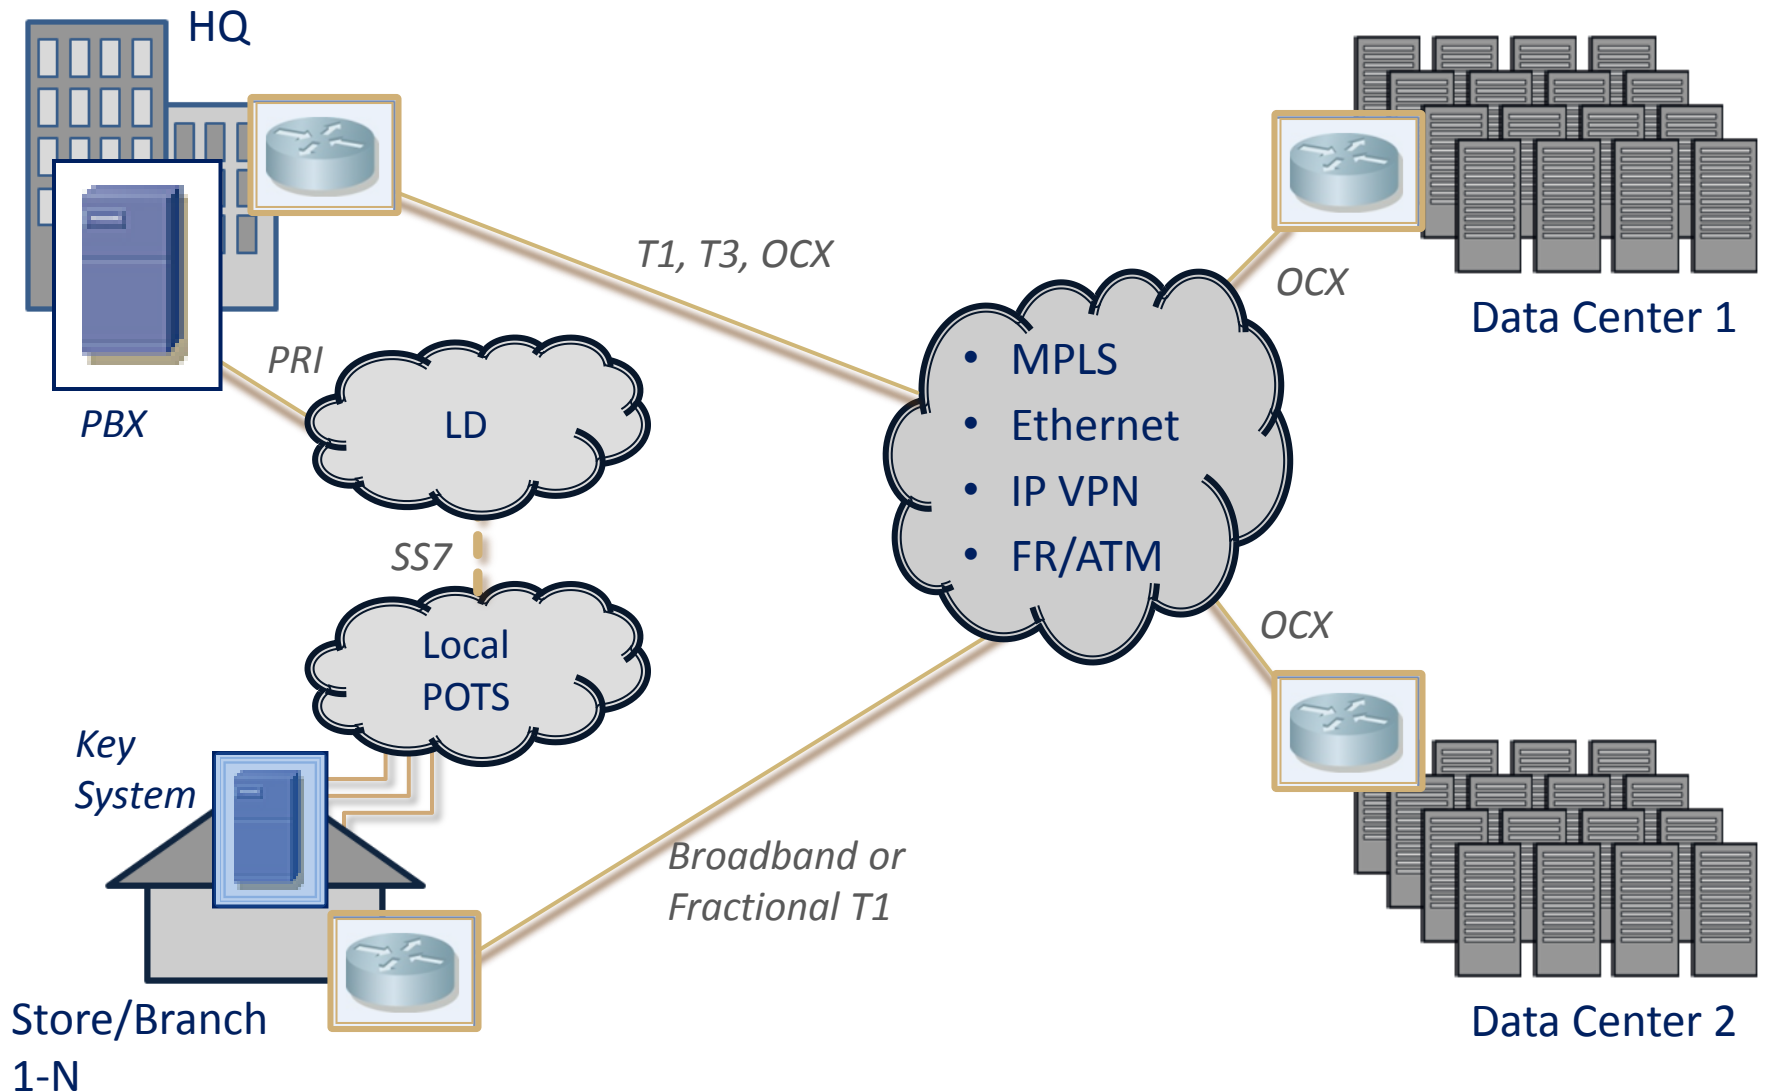 HQ
T1, T3, OCX
OCX
Data Center 1
PRI
PBX
LD
• MPLS
• Ethernet
• IP VPN
• FR/ATM
SS7
OCX
Local
POTS
Key
System
Broadband or
Fractional T1
Store/Branch
1-N
Data Center 2